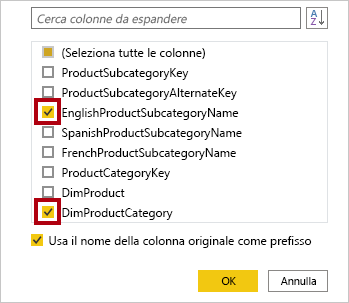 Cerca colonne da espandere
A
Z
(Seleziona tutte le colonne)
ProductSubcategoryKey
ProductSubcategoryAlternateKey
EnglishProductSubcategoryName
SpanishProductSubcategoryName
FrenchProductSubcategoryName
ProductCategoryKey
DimProduct
DimProductCategory
Usa il nome della colonna originale come prefisso
OK
Annulla